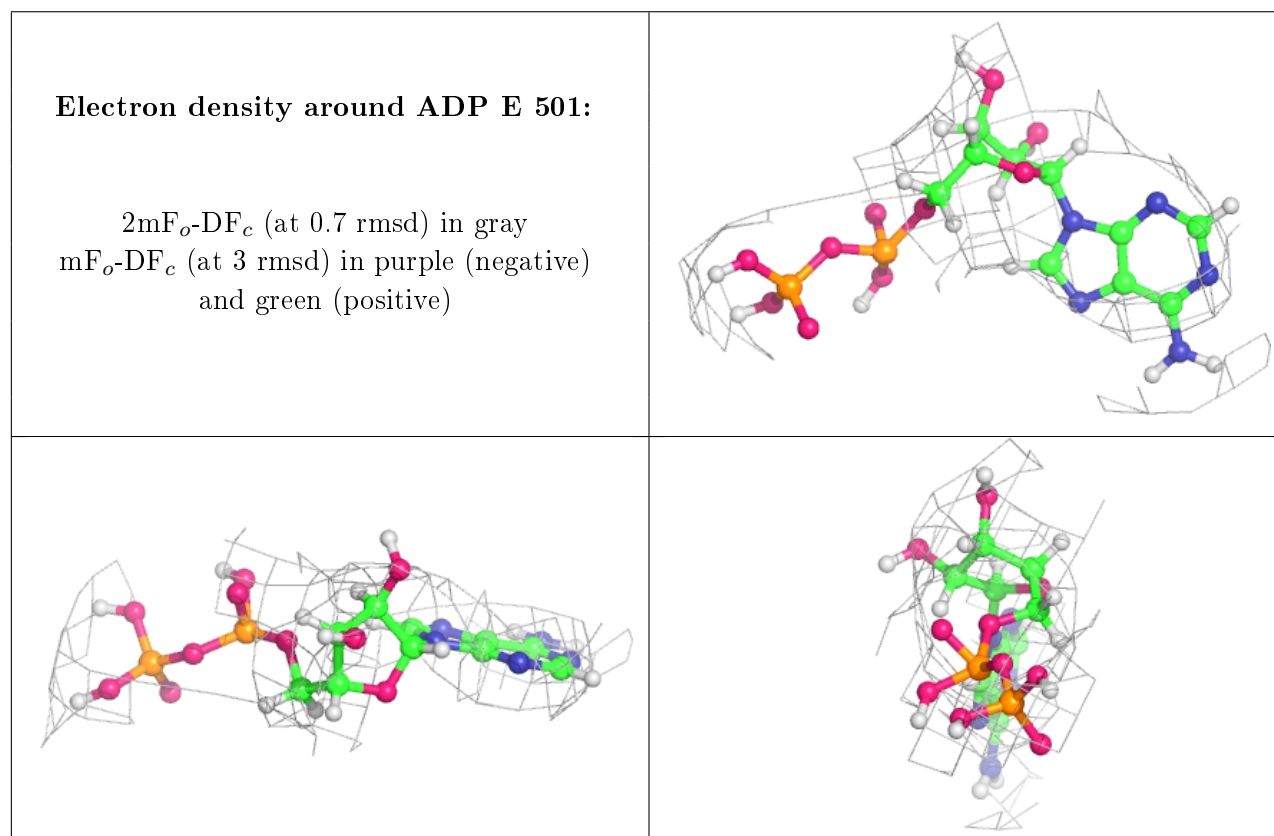 Electron density around ADP E 501:
2mFo-DFc (at 0.7 rmsd) in gray
mFo-DFc (at 3 rmsd) in purple (negative)
and green (positive)